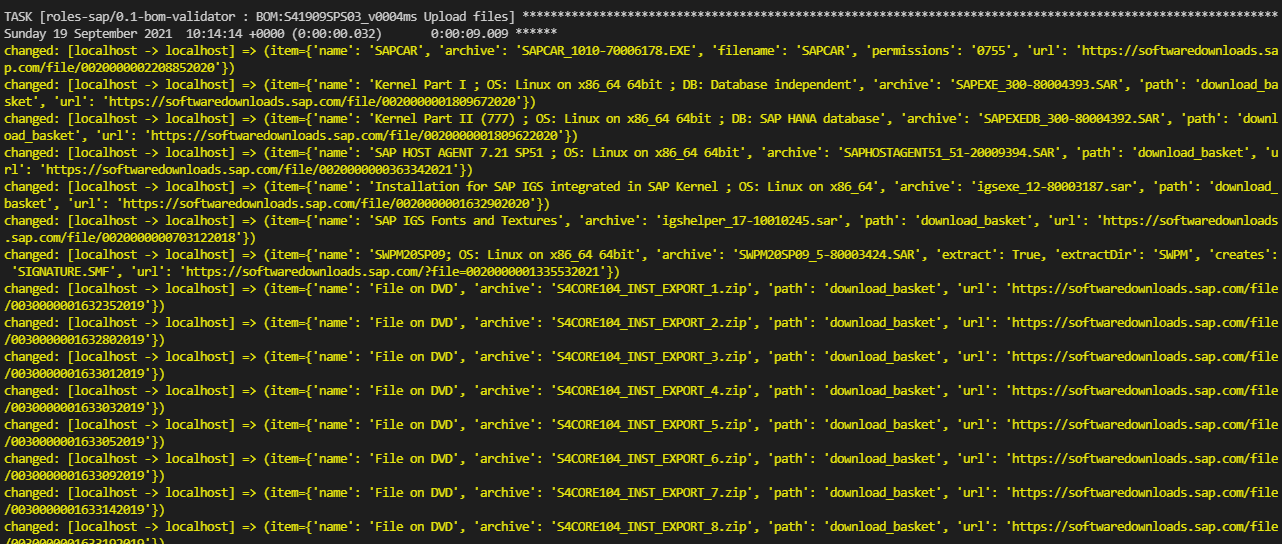 TASK [roles-sap/0.1-bom-validator : BOM:S41909SPS03_v0004ms Upload files] ************************************************************************************************************
Sunday 19 September 2021  10:14:14 +0000 (0:00:00.032)       0:00:09.009 ******
changed: [localhost -> localhost] => (item={'name': 'SAPCAR', 'archive': 'SAPCAR_1010-70006178.EXE', 'filename': 'SAPCAR', 'permissions': '0755', 'url': 'https://softwaredownloads.sa
p.com/file/0020000002208852020'})
changed: [localhost -> localhost] => (item={'name': 'Kernel Part I ; OS: Linux on x86_64 64bit ; DB: Database independent', 'archive': 'SAPEXE_300-80004393.SAR', 'path': 'download_ba
sket', 'url': 'https://softwaredownloads.sap.com/file/0020000001809672020'})
changed: [localhost -> localhost] => (item={'name': 'Kernel Part II (777) ; OS: Linux on x86_64 64bit ; DB: SAP HANA database', 'archive': 'SAPEXEDB_300-80004392.SAR', 'path': 'downl
oad_basket', 'url': 'https://softwaredownloads.sap.com/file/0020000001809622020'})
changed: [localhost -> localhost] => (item={'name': 'SAP HOST AGENT 7.21 SP51 ; OS: Linux on x86_64 64bit', 'archive': 'SAPHOSTAGENT51_51-20009394.SAR', 'path': 'download_basket', 'u
rl': 'https://softwaredownloads.sap.com/file/0020000000363342021'})
changed: [localhost -> localhost] => (item={'name': 'Installation for SAP IGS integrated in SAP Kernel ; OS: Linux on x86_64', 'archive': 'igsexe_12-80003187.sar', 'path': 'download_
basket', 'url': 'https://softwaredownloads.sap.com/file/0020000001632902020'})
changed: [localhost -> localhost] => (item={'name': 'SAP IGS Fonts and Textures', 'archive': 'igshelper_17-10010245.sar', 'path': 'download_basket', 'url': 'https://softwaredownloads
.sap.com/file/0020000000703122018'})
changed: [localhost -> localhost] => (item={'name': 'SWPM20SP09; OS: Linux on x86_64 64bit', 'archive': 'SWPM20SP09_5-80003424.SAR', 'extract': True, 'extractDir': 'SWPM', 'creates':
 'SIGNATURE.SMF', 'url': 'https://softwaredownloads.sap.com/?file=0020000001335532021'})
changed: [localhost -> localhost] => (item={'name': 'File on DVD', 'archive': 'S4CORE104_INST_EXPORT_1.zip', 'path': 'download_basket', 'url': 'https://softwaredownloads.sap.com/file
/0030000001632352019'})
changed: [localhost -> localhost] => (item={'name': 'File on DVD', 'archive': 'S4CORE104_INST_EXPORT_2.zip', 'path': 'download_basket', 'url': 'https://softwaredownloads.sap.com/file
/0030000001632802019'})
changed: [localhost -> localhost] => (item={'name': 'File on DVD', 'archive': 'S4CORE104_INST_EXPORT_3.zip', 'path': 'download_basket', 'url': 'https://softwaredownloads.sap.com/file
/0030000001633012019'})
changed: [localhost -> localhost] => (item={'name': 'File on DVD', 'archive': 'S4CORE104_INST_EXPORT_4.zip', 'path': 'download_basket', 'url': 'https://softwaredownloads.sap.com/file
/0030000001633032019'})
changed: [localhost -> localhost] => (item={'name': 'File on DVD', 'archive': 'S4CORE104_INST_EXPORT_5.zip', 'path': 'download_basket', 'url': 'https://softwaredownloads.sap.com/file
/0030000001633052019'})
changed: [localhost -> localhost] => (item={'name': 'File on DVD', 'archive': 'S4CORE104_INST_EXPORT_6.zip', 'path': 'download_basket', 'url': 'https://softwaredownloads.sap.com/file
/0030000001633092019'})
changed: [localhost -> localhost] => (item={'name': 'File on DVD', 'archive': 'S4CORE104_INST_EXPORT_7.zip', 'path': 'download_basket', 'url': 'https://softwaredownloads.sap.com/file
/0030000001633142019'})
changed: [localhost -> localhost] => (item={'name': 'File on DVD', 'archive': 'S4CORE104_INST_EXPORT_8.zip', 'path': 'download_basket', 'url': 'https://softwaredownloads.sap.com/file
/0030000001633192019'})